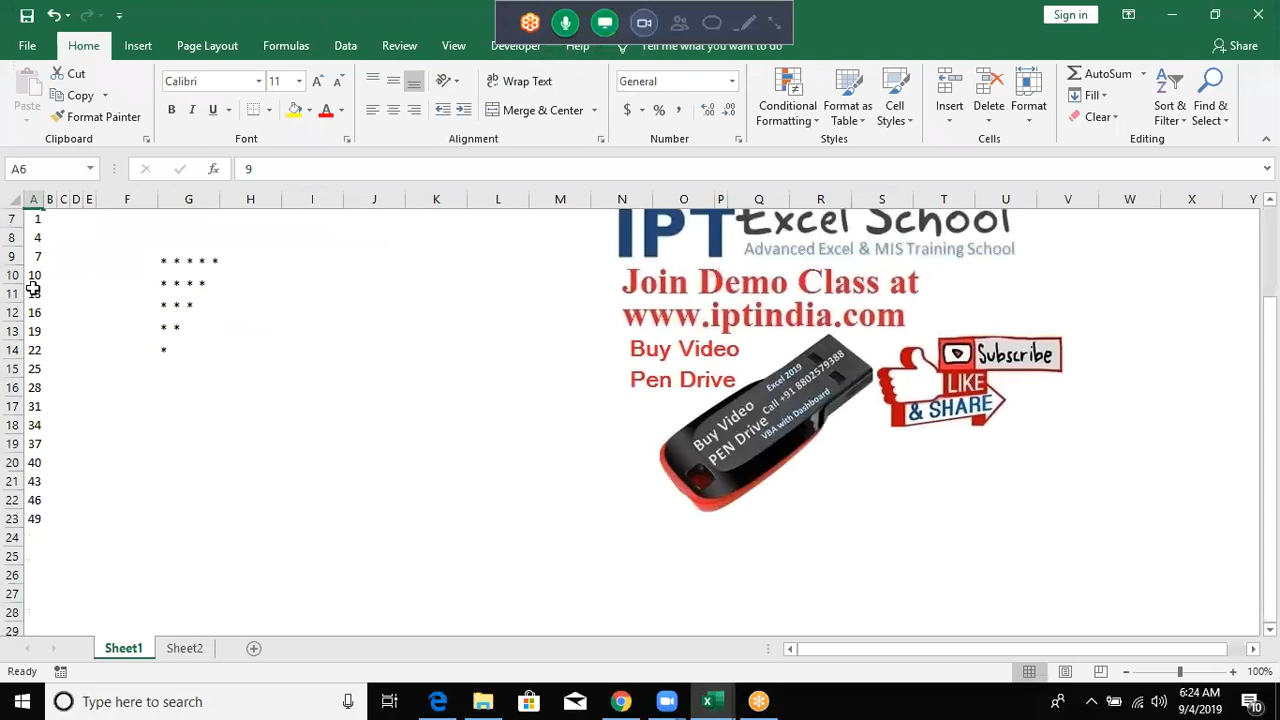 Sign in
File Home Insert Page Layout Formulas Data Review View Developer Help Tell me what you want to do Share
Cut
Copy
Format Painter
Paste
Clipboard
Calibri 11
B I U
Font
Wrap Text
Merge & Center
Alignment
General
$ % ,
Number
Conditional Formatting
Format as Table
Cell Styles
Styles
Insert Delete Format
Cells
AutoSum
Fill
Clear
Sort & Filter
Find & Select
Editing
A6 fx 9
A B C D E F G H I J K L M N O P Q R S T U V W X Y
7 1
8 4
9 7 * * * * *
10 10 * * * *
11 13 * * *
12 16
13 19 * *
14 22 *
15 25
16 28
17 31
18 34
19 37
20 40
21 43
22 46
23 49
24
25
26
27
28
29
IPT Excel School
Advanced Excel & MIS Training School
Join Demo Class at
www.iptindia.com
Buy Video
Pen Drive
Buy Video
PEN Drive
Excel 2019
Call +91 8802579388
VBA with Dashboard
Subscribe
LIKE
& SHARE
Sheet1 Sheet2
Ready 100%
Type here to search
6:24 AM
9/4/2019
10